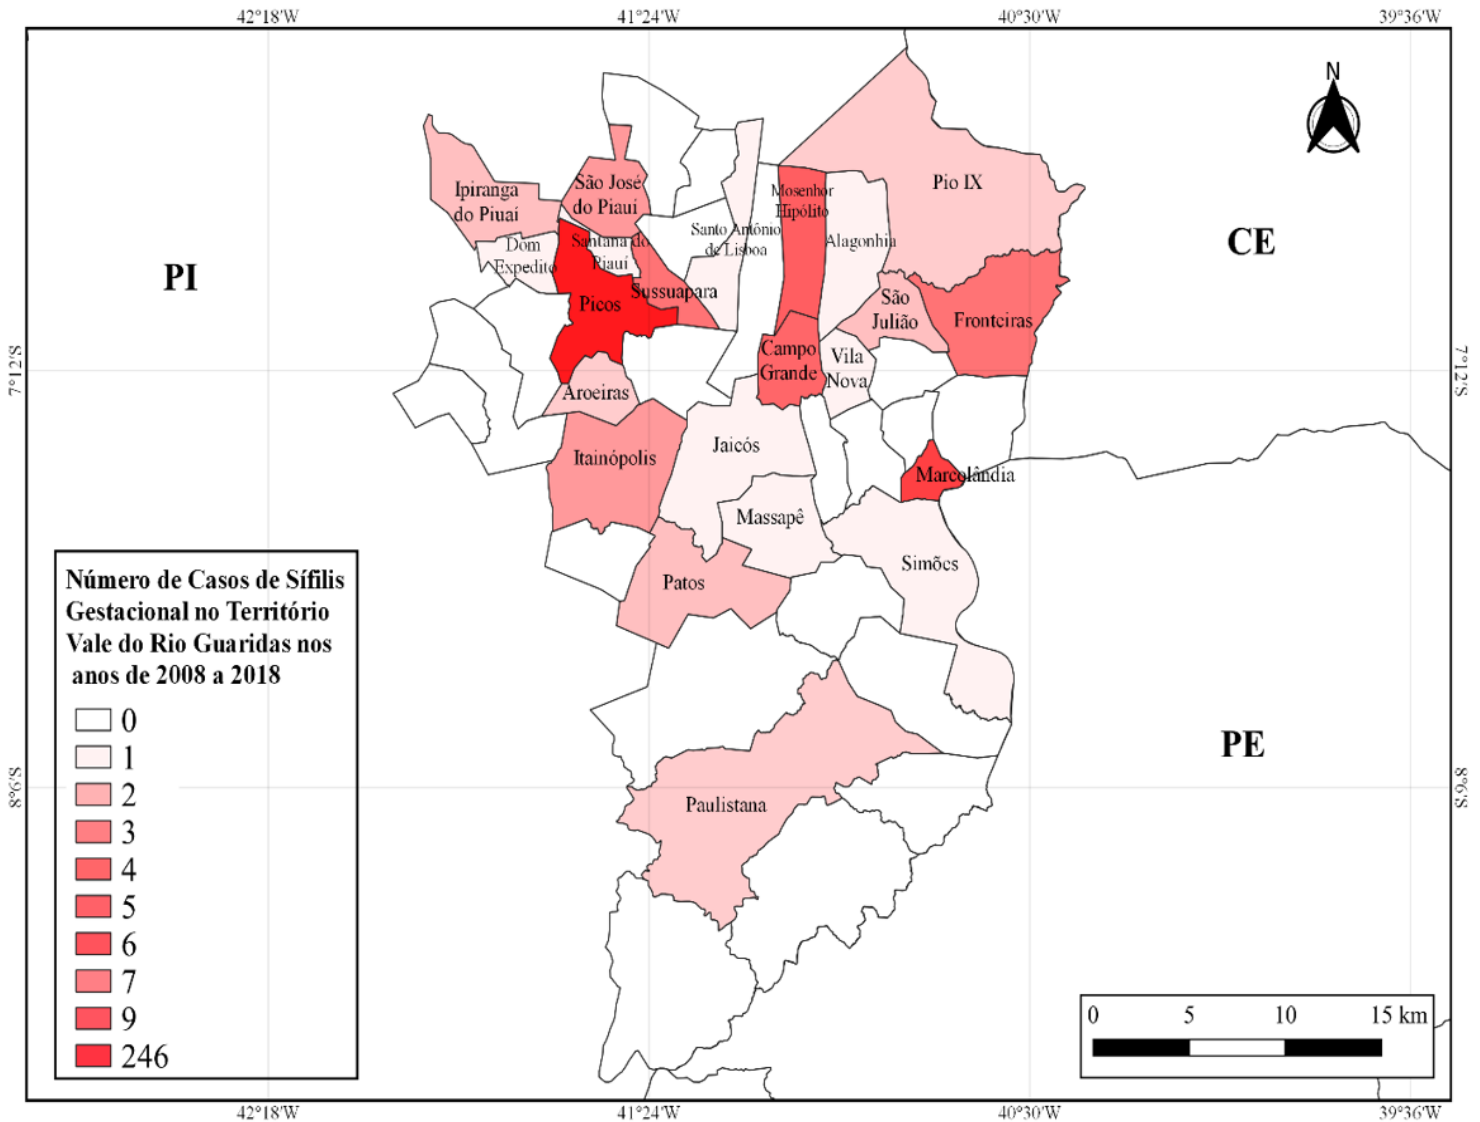 42°18'W 41°24'W 40°30'W 39°36'W
N
Ipiranga
do Piuaí
São José
do Piauí
Mosenhor
Hipólito
Pio IX
Dom
Expedito
Santana do
Piauí
Santo Antônio
de Lisboa
Alagonhia
CE
PI
Picos
Sussuapara
São
Julião
Fronteiras
Campo
Grande
Vila
Nova
7°12'S
7°12'S
Aroeiras
Itainópolis
Jaicós
Marcolândia
Massapê
Simões
Patos
PE
Paulistana
8°6'S
8°6'S
Número de Casos de Sífilis
Gestacional no Território
Vale do Rio Guaridas nos
anos de 2008 a 2018
0
1
2
3
4
5
6
7
9
246
0 5 10 15 km
42°18'W 41°24'W 40°30'W 39°36'W